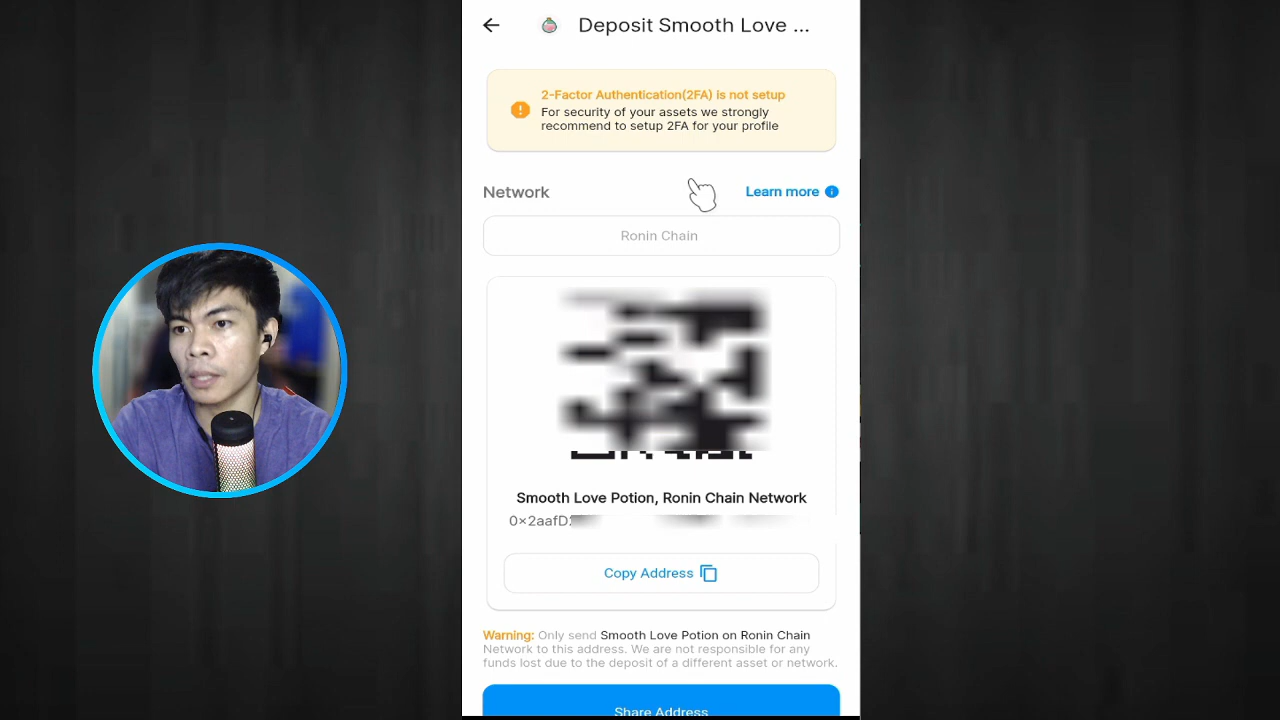 Deposit Smooth Love ...
2-Factor Authentication(2FA) is not setup
For security of your assets we strongly
recommend to setup 2FA for your profile
Network
Learn more
Ronin Chain
Smooth Love Potion, Ronin Chain Network
0x2aafD
Copy Address
Warning: Only send Smooth Love Potion on Ronin Chain
Network to this address. We are not responsible for any
funds lost due to the deposit of a different asset or network.
Share Address